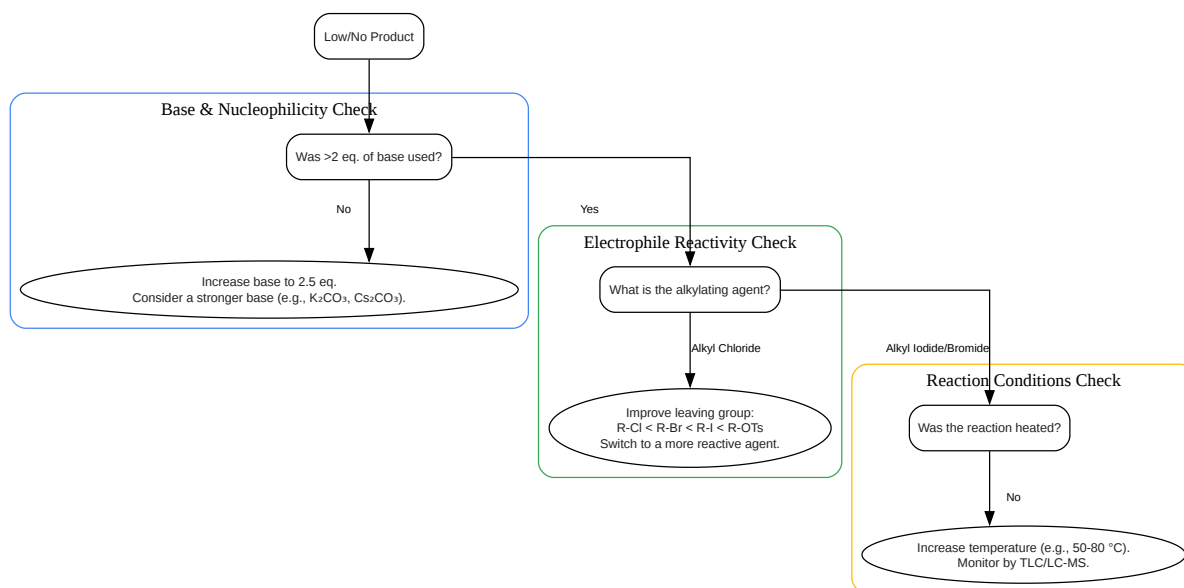 Low/No Product
Base & Nucleophilicity Check
Was >2 eq. of base used?
No
Yes
Increase base to 2.5 eq.
Consider a stronger base (e.g., K₂CO₃, Cs₂CO₃).
Electrophile Reactivity Check
What is the alkylating agent?
Alkyl Chloride
Alkyl Iodide/Bromide
Improve leaving group:
R-Cl < R-Br < R-I < R-OTs
Switch to a more reactive agent.
Reaction Conditions Check
Was the reaction heated?
No
Increase temperature (e.g., 50-80 °C).
Monitor by TLC/LC-MS.